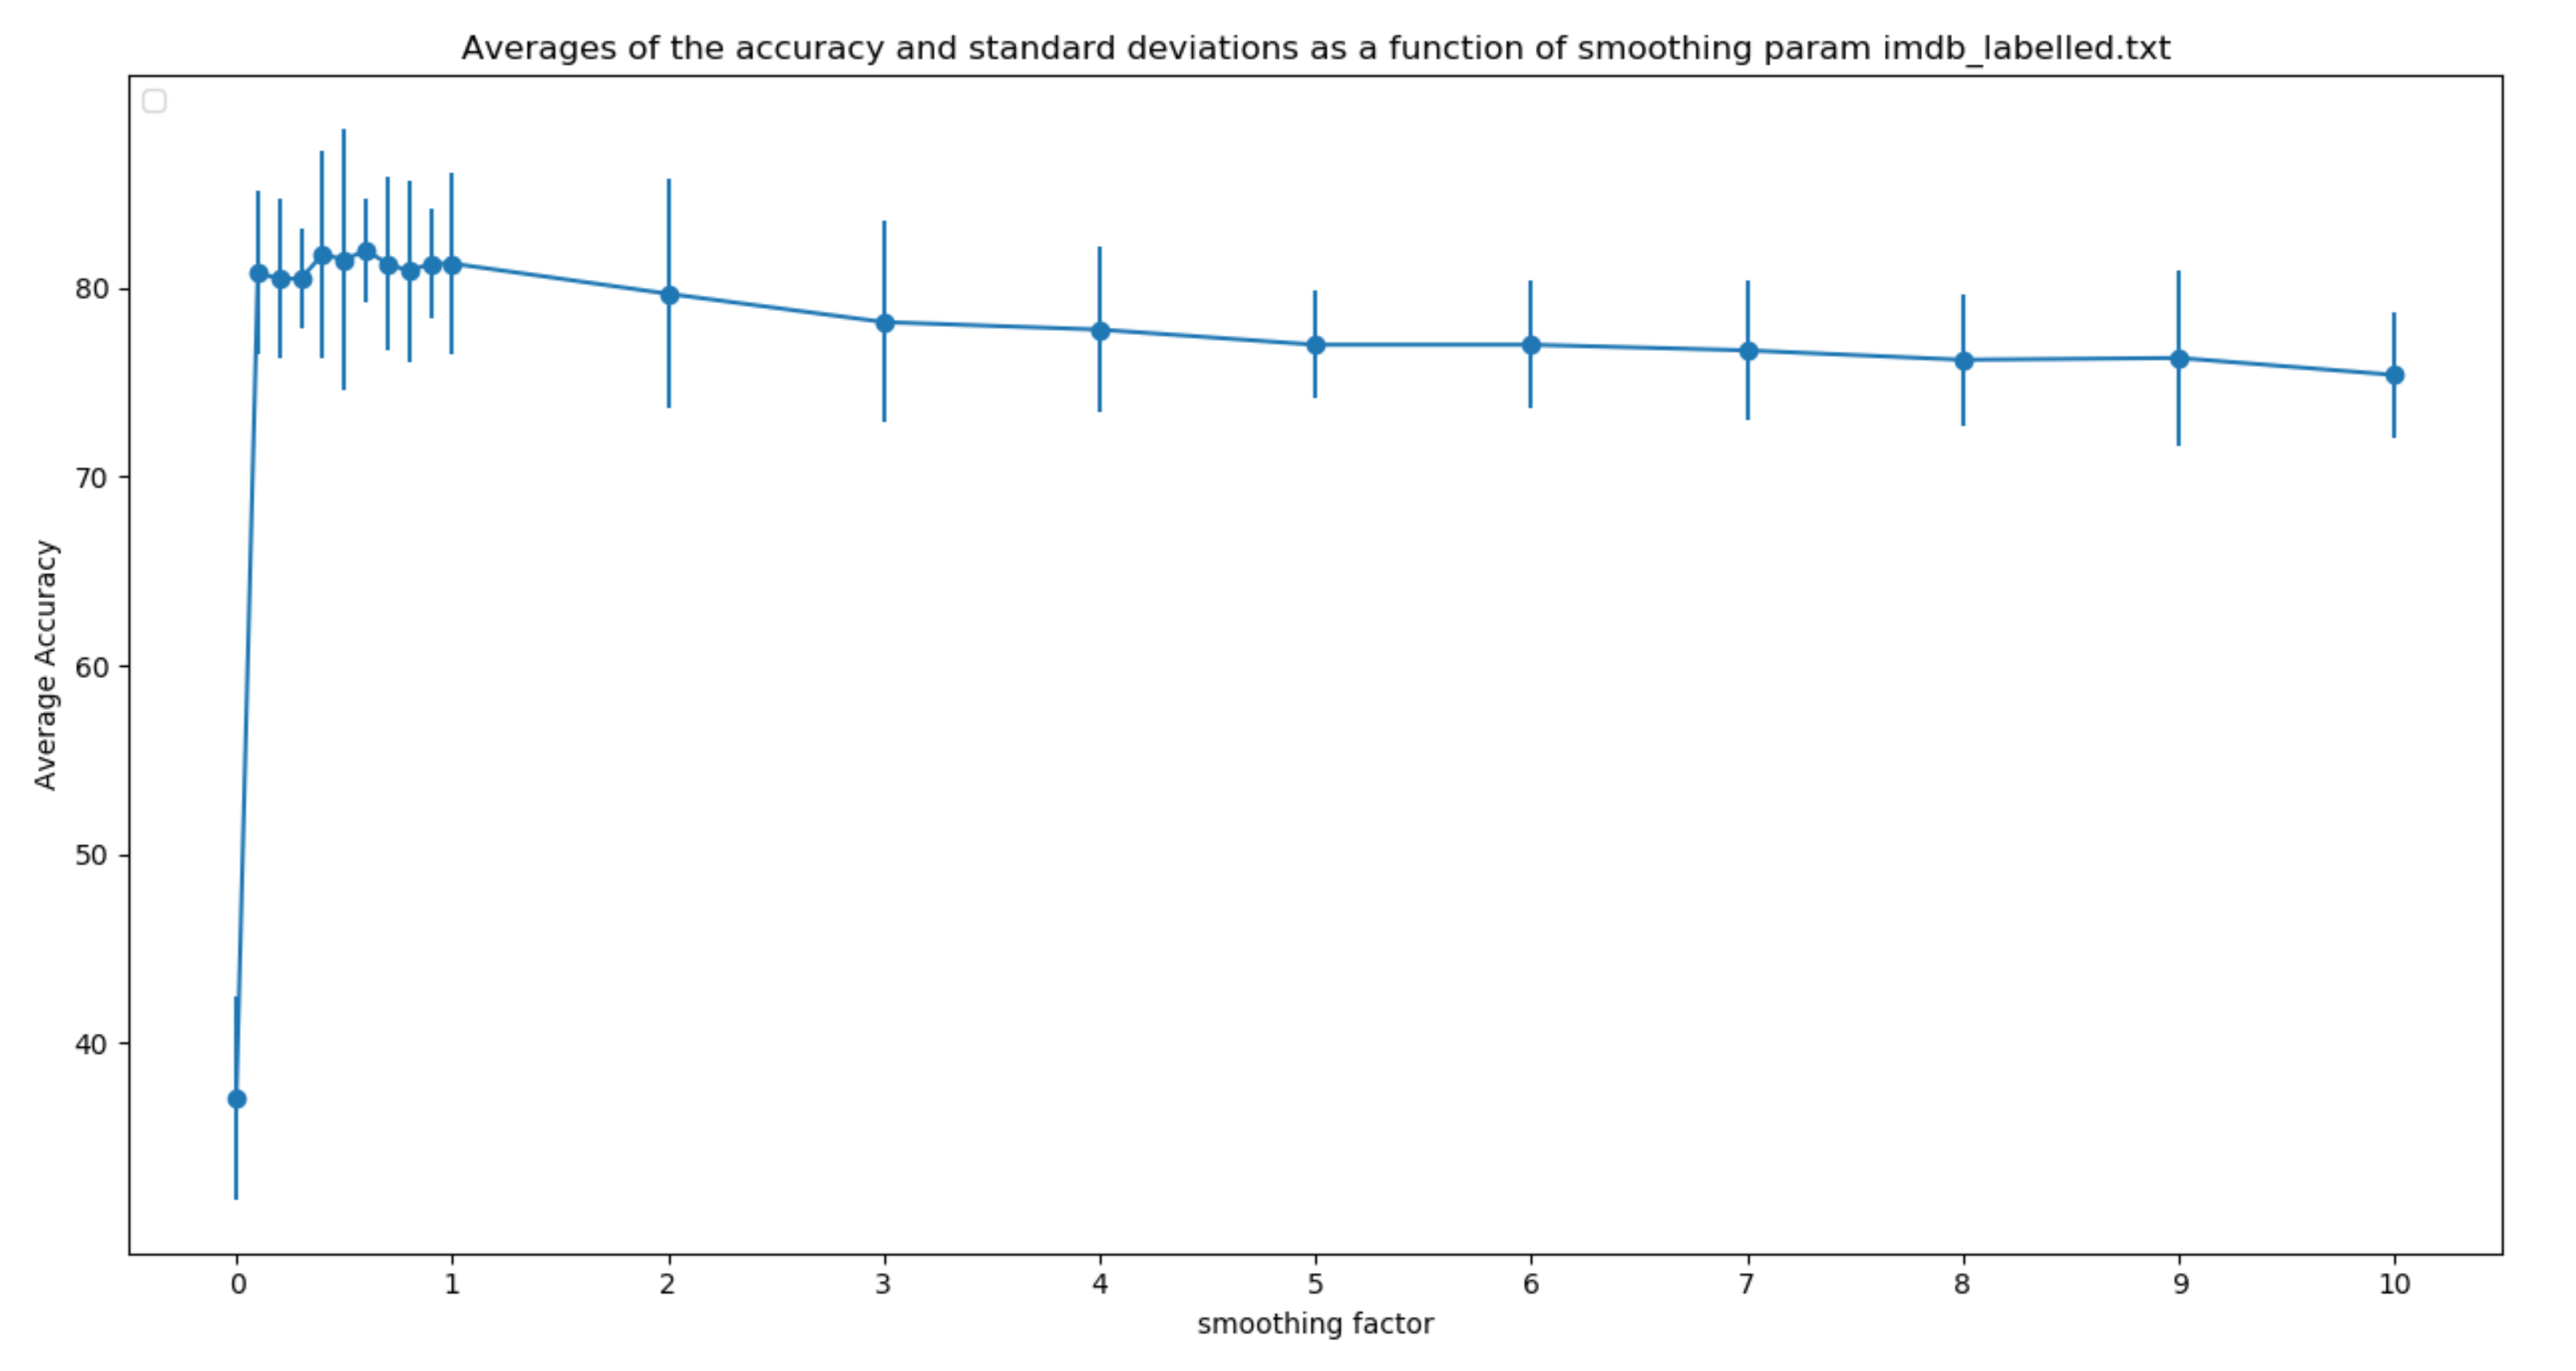 Averages of the accuracy and standard deviations as a function of smoothing param imdb_labelled.txt
Average Accuracy
80
70
60
50
40
0 1 2 3 4 5 6 7 8 9 10
smoothing factor